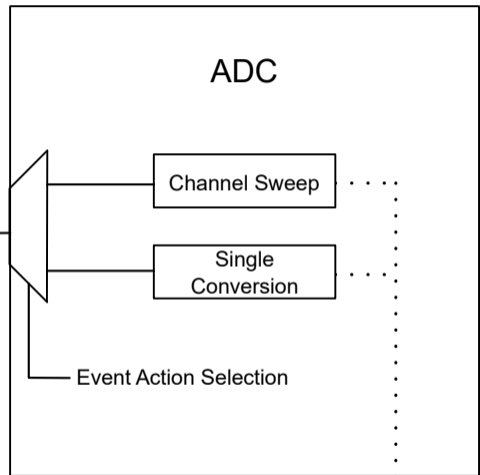 ADC
Channel Sweep
Single
Conversion
Event Action Selection